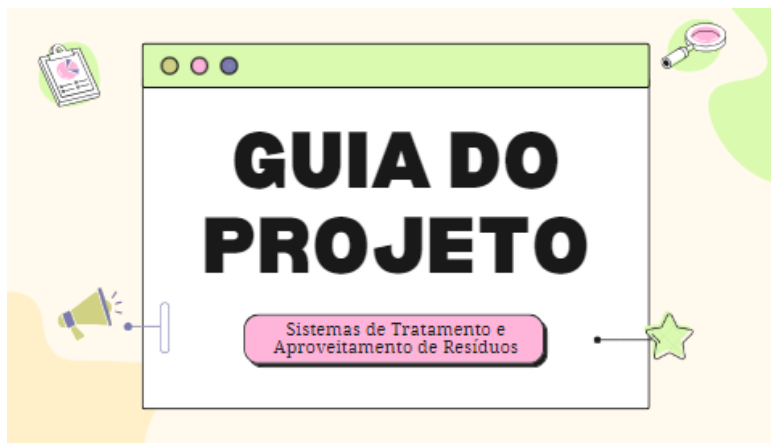 GUIA DO
PROJETO
Sistemas de Tratamento e
Aproveitamento de Resíduos